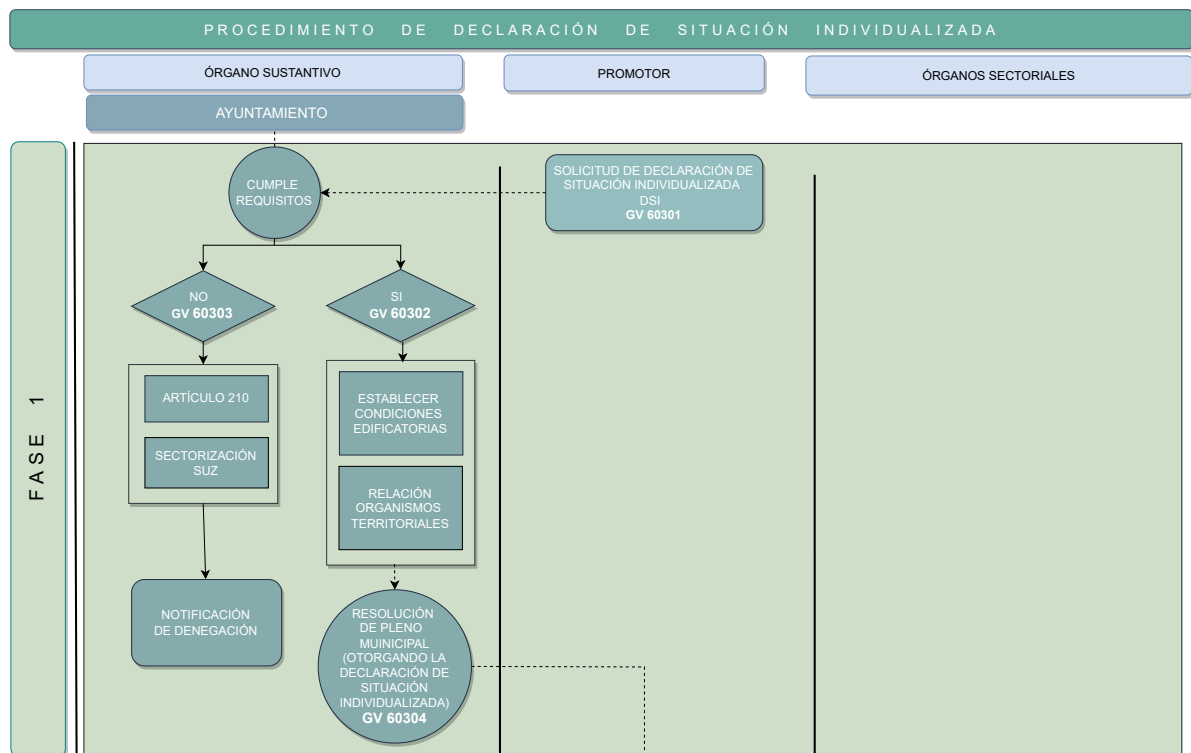 PROCEDIMIENTO DE DECLARACIÓN DE SITUACIÓN INDIVIDUALIZADA
ÓRGANO SUSTANTIVO
PROMOTOR
ÓRGANOS SECTORIALES
AYUNTAMIENTO
FASE 1
CUMPLE
REQUISITOS
SOLICITUD DE DECLARACIÓN DE
SITUACIÓN INDIVIDUALIZADA
DSI
GV 60301
NO
GV 60303
SI
GV 60302
ARTÍCULO 210
SECTORIZACIÓN
SUZ
ESTABLECER
CONDICIONES
EDIFICATORIAS
RELACIÓN
ORGANISMOS
TERRITORIALES
NOTIFICACIÓN
DE DENEGACIÓN
RESOLUCIÓN
DE PLENO
MUINICIPAL
(OTORGANDO LA
DECLARACIÓN DE
SITUACIÓN
INDIVIDUALIZADA)
GV 60304